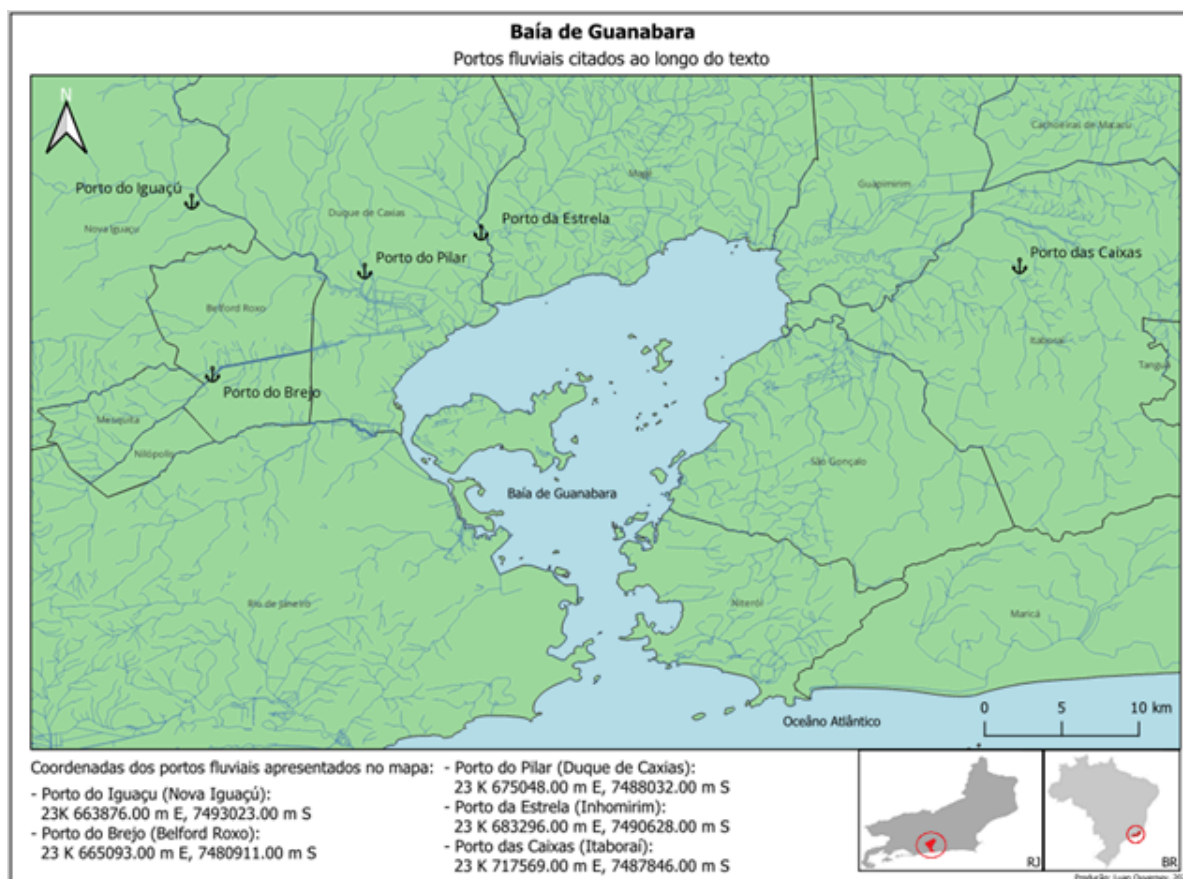 Baía de Guanabara
Portos fluviais citados ao longo do texto
N
Cachoeiras de Macacu
Magé
Guapimirim
Porto do Iguaçú
Duque de Caxias
Porto da Estrela
Nova Iguaçu
Porto do Pilar
Porto das Caixas
Belford Roxo
Itaboraí
Tanguá
Porto do Brejo
Mesquita
Nilópolis
São Gonçalo
Baía de Guanabara
Rio de Janeiro
Niterói
Maricá
Oceâno Atlântico
0 5 10 km
Coordenadas dos portos fluviais apresentados no mapa:
- Porto do Iguaçu (Nova Iguaçú):
23K 663876.00 m E, 7493023.00 m S
- Porto do Brejo (Belford Roxo):
23 K 665093.00 m E, 7480911.00 m S
- Porto do Pilar (Duque de Caxias):
23 K 675048.00 m E, 7488032.00 m S
- Porto da Estrela (Inhomirim):
23 K 683296.00 m E, 7490628.00 m S
- Porto das Caixas (Itaboraí):
23 K 717569.00 m E, 7487846.00 m S
RJ
BR
Produção: Luan